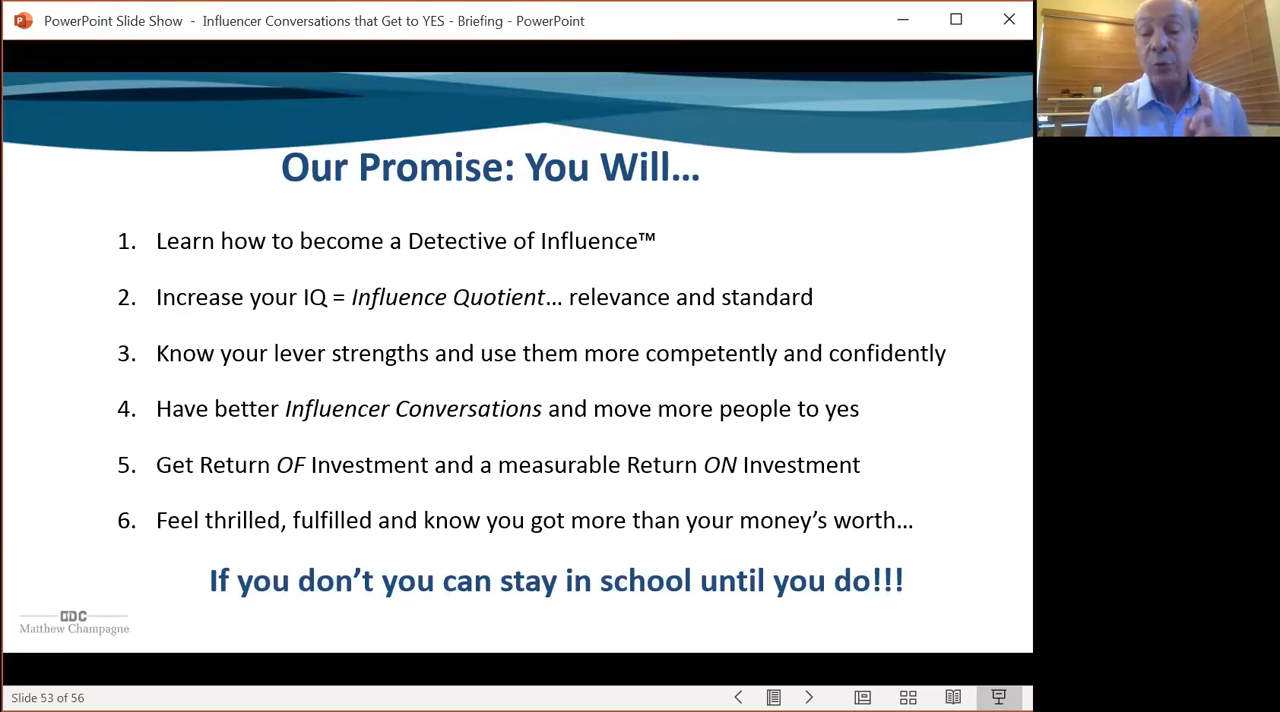 PowerPoint Slide Show - Influencer Conversations that Get to YES - Briefing - PowerPoint
Our Promise: You Will…
1. Learn how to become a Detective of Influence™
2. Increase your IQ = Influence Quotient… relevance and standard
3. Know your lever strengths and use them more competently and confidently
4. Have better Influencer Conversations and move more people to yes
5. Get Return OF Investment and a measurable Return ON Investment
6. Feel thrilled, fulfilled and know you got more than your money’s worth…
If you don’t you can stay in school until you do!!!
Matthew Champagne
Slide 53 of 56